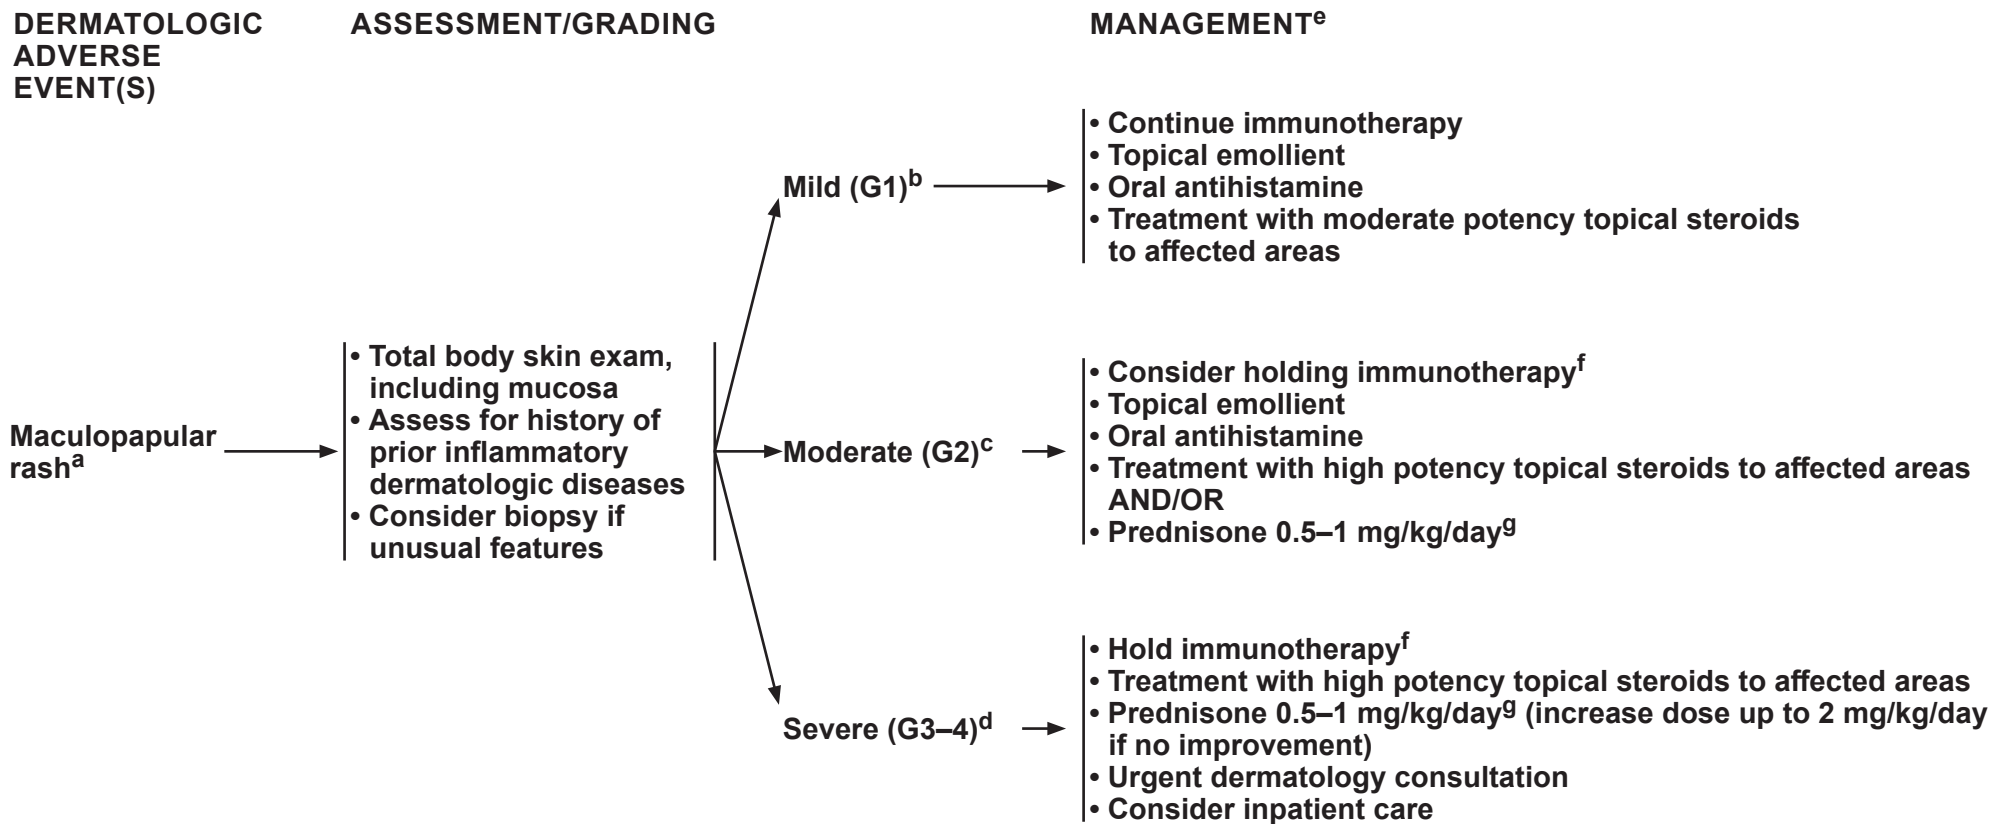 DERMATOLOGIC
ADVERSE
EVENT(S)
ASSESSMENT/GRADING
MANAGEMENTe
Maculopapular
rasha
• Total body skin exam,
including mucosa
• Assess for history of
prior inflammatory
dermatologic diseases
• Consider biopsy if
unusual features
Mild (G1)b
• Continue immunotherapy
• Topical emollient
• Oral antihistamine
• Treatment with moderate potency topical steroids
to affected areas
Moderate (G2)c
• Consider holding immunotherapyf
• Topical emollient
• Oral antihistamine
• Treatment with high potency topical steroids to affected areas
AND/OR
• Prednisone 0.5–1 mg/kg/dayg
Severe (G3–4)d
• Hold immunotherapyf
• Treatment with high potency topical steroids to affected areas
• Prednisone 0.5–1 mg/kg/dayg (increase dose up to 2 mg/kg/day
if no improvement)
• Urgent dermatology consultation
• Consider inpatient care